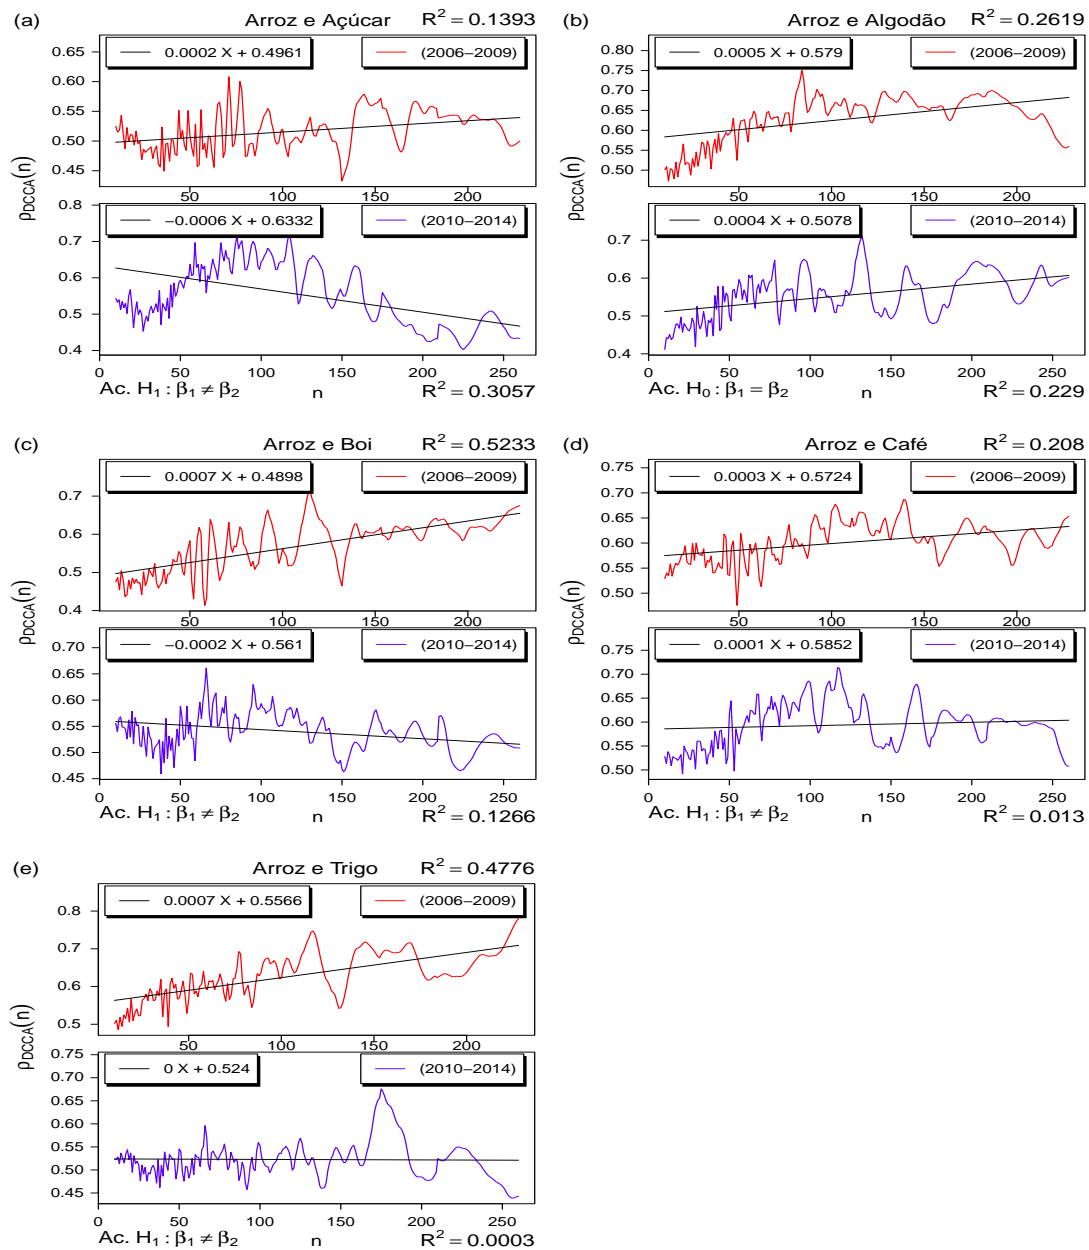 (a) Arroz e Açúcar R² = 0.1393
0.0002 X + 0.4961 (2006−2009)
0.65
0.60
0.55
0.50
0.45
50 100 150 200
ρDCCA(n)
−0.0006 X + 0.6332 (2010−2014)
0.8
0.7
0.6
0.5
0.4
0 50 100 150 200 250
Ac. H₁ : β₁ ≠ β₂ n R² = 0.3057
(b) Arroz e Algodão R² = 0.2619
0.0005 X + 0.579 (2006−2009)
0.80
0.75
0.70
0.65
0.60
0.55
0.50
50 100 150 200
ρDCCA(n)
0.0004 X + 0.5078 (2010−2014)
0.7
0.6
0.5
0.4
0 50 100 150 200 250
Ac. H₀ : β₁ = β₂ n R² = 0.229
(c) Arroz e Boi R² = 0.5233
0.0007 X + 0.4898 (2006−2009)
0.7
0.6
0.5
0.4
50 100 150 200
ρDCCA(n)
−0.0002 X + 0.561 (2010−2014)
0.70
0.65
0.60
0.55
0.50
0.45
0 50 100 150 200 250
Ac. H₁ : β₁ ≠ β₂ n R² = 0.1266
(d) Arroz e Café R² = 0.208
0.0003 X + 0.5724 (2006−2009)
0.75
0.70
0.65
0.60
0.55
0.50
50 100 150 200
ρDCCA(n)
0.0001 X + 0.5852 (2010−2014)
0.75
0.70
0.65
0.60
0.55
0.50
0 50 100 150 200 250
Ac. H₁ : β₁ ≠ β₂ n R² = 0.013
(e) Arroz e Trigo R² = 0.4776
0.0007 X + 0.5566 (2006−2009)
0.8
0.7
0.6
0.5
50 100 150 200
ρDCCA(n)
0 X + 0.524 (2010−2014)
0.75
0.70
0.65
0.60
0.55
0.50
0.45
0 50 100 150 200 250
Ac. H₁ : β₁ ≠ β₂ n R² = 0.0003